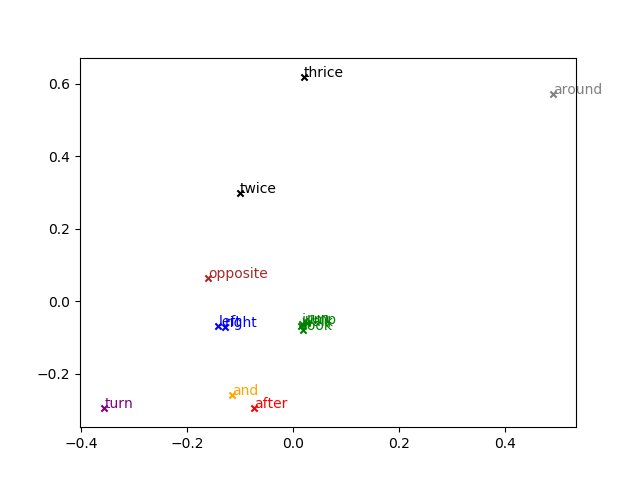 thrice
around
twice
opposite
left
right
look
and
after
turn
0.6
0.4
0.2
0.0
−0.2
−0.4
−0.2
0.0
0.2
0.4